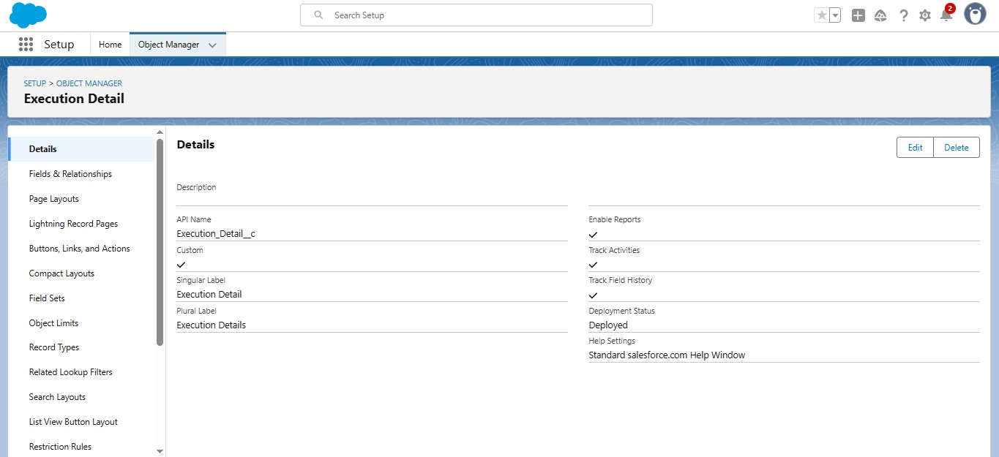 Search Setup
2
Setup
Home
Object Manager
SETUP > OBJECT MANAGER
Execution Detail
Details
Fields & Relationships
Page Layouts
Lightning Record Pages
Buttons, Links, and Actions
Compact Layouts
Field Sets
Object Limits
Record Types
Related Lookup Filters
Search Layouts
List View Button Layout
Restriction Rules
Details
Edit
Delete
Description
API Name
Execution_Detail__c
Custom
Singular Label
Execution Detail
Plural Label
Execution Details
Enable Reports
Track Activities
Track Field History
Deployment Status
Deployed
Help Settings
Standard salesforce.com Help Window